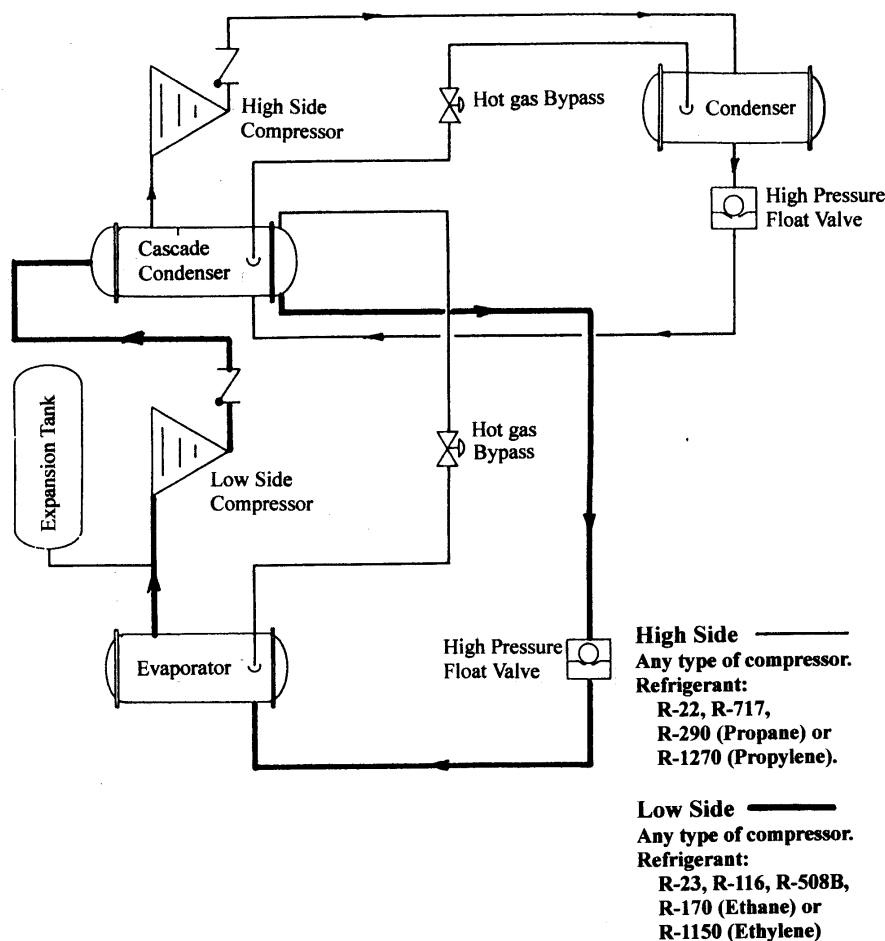 High Side
Compressor
Hot gas Bypass
Condenser
High Pressure
Float Valve
Cascade
Condenser
Expansion Tank
Low Side
Compressor
Hot gas
Bypass
Evaporator
High Pressure
Float Valve
High Side
Any type of compressor.
Refrigerant:
R-22, R-717,
R-290 (Propane) or
R-1270 (Propylene).
Low Side
Any type of compressor.
Refrigerant:
R-23, R-116, R-508B,
R-170 (Ethane) or
R-1150 (Ethylene)